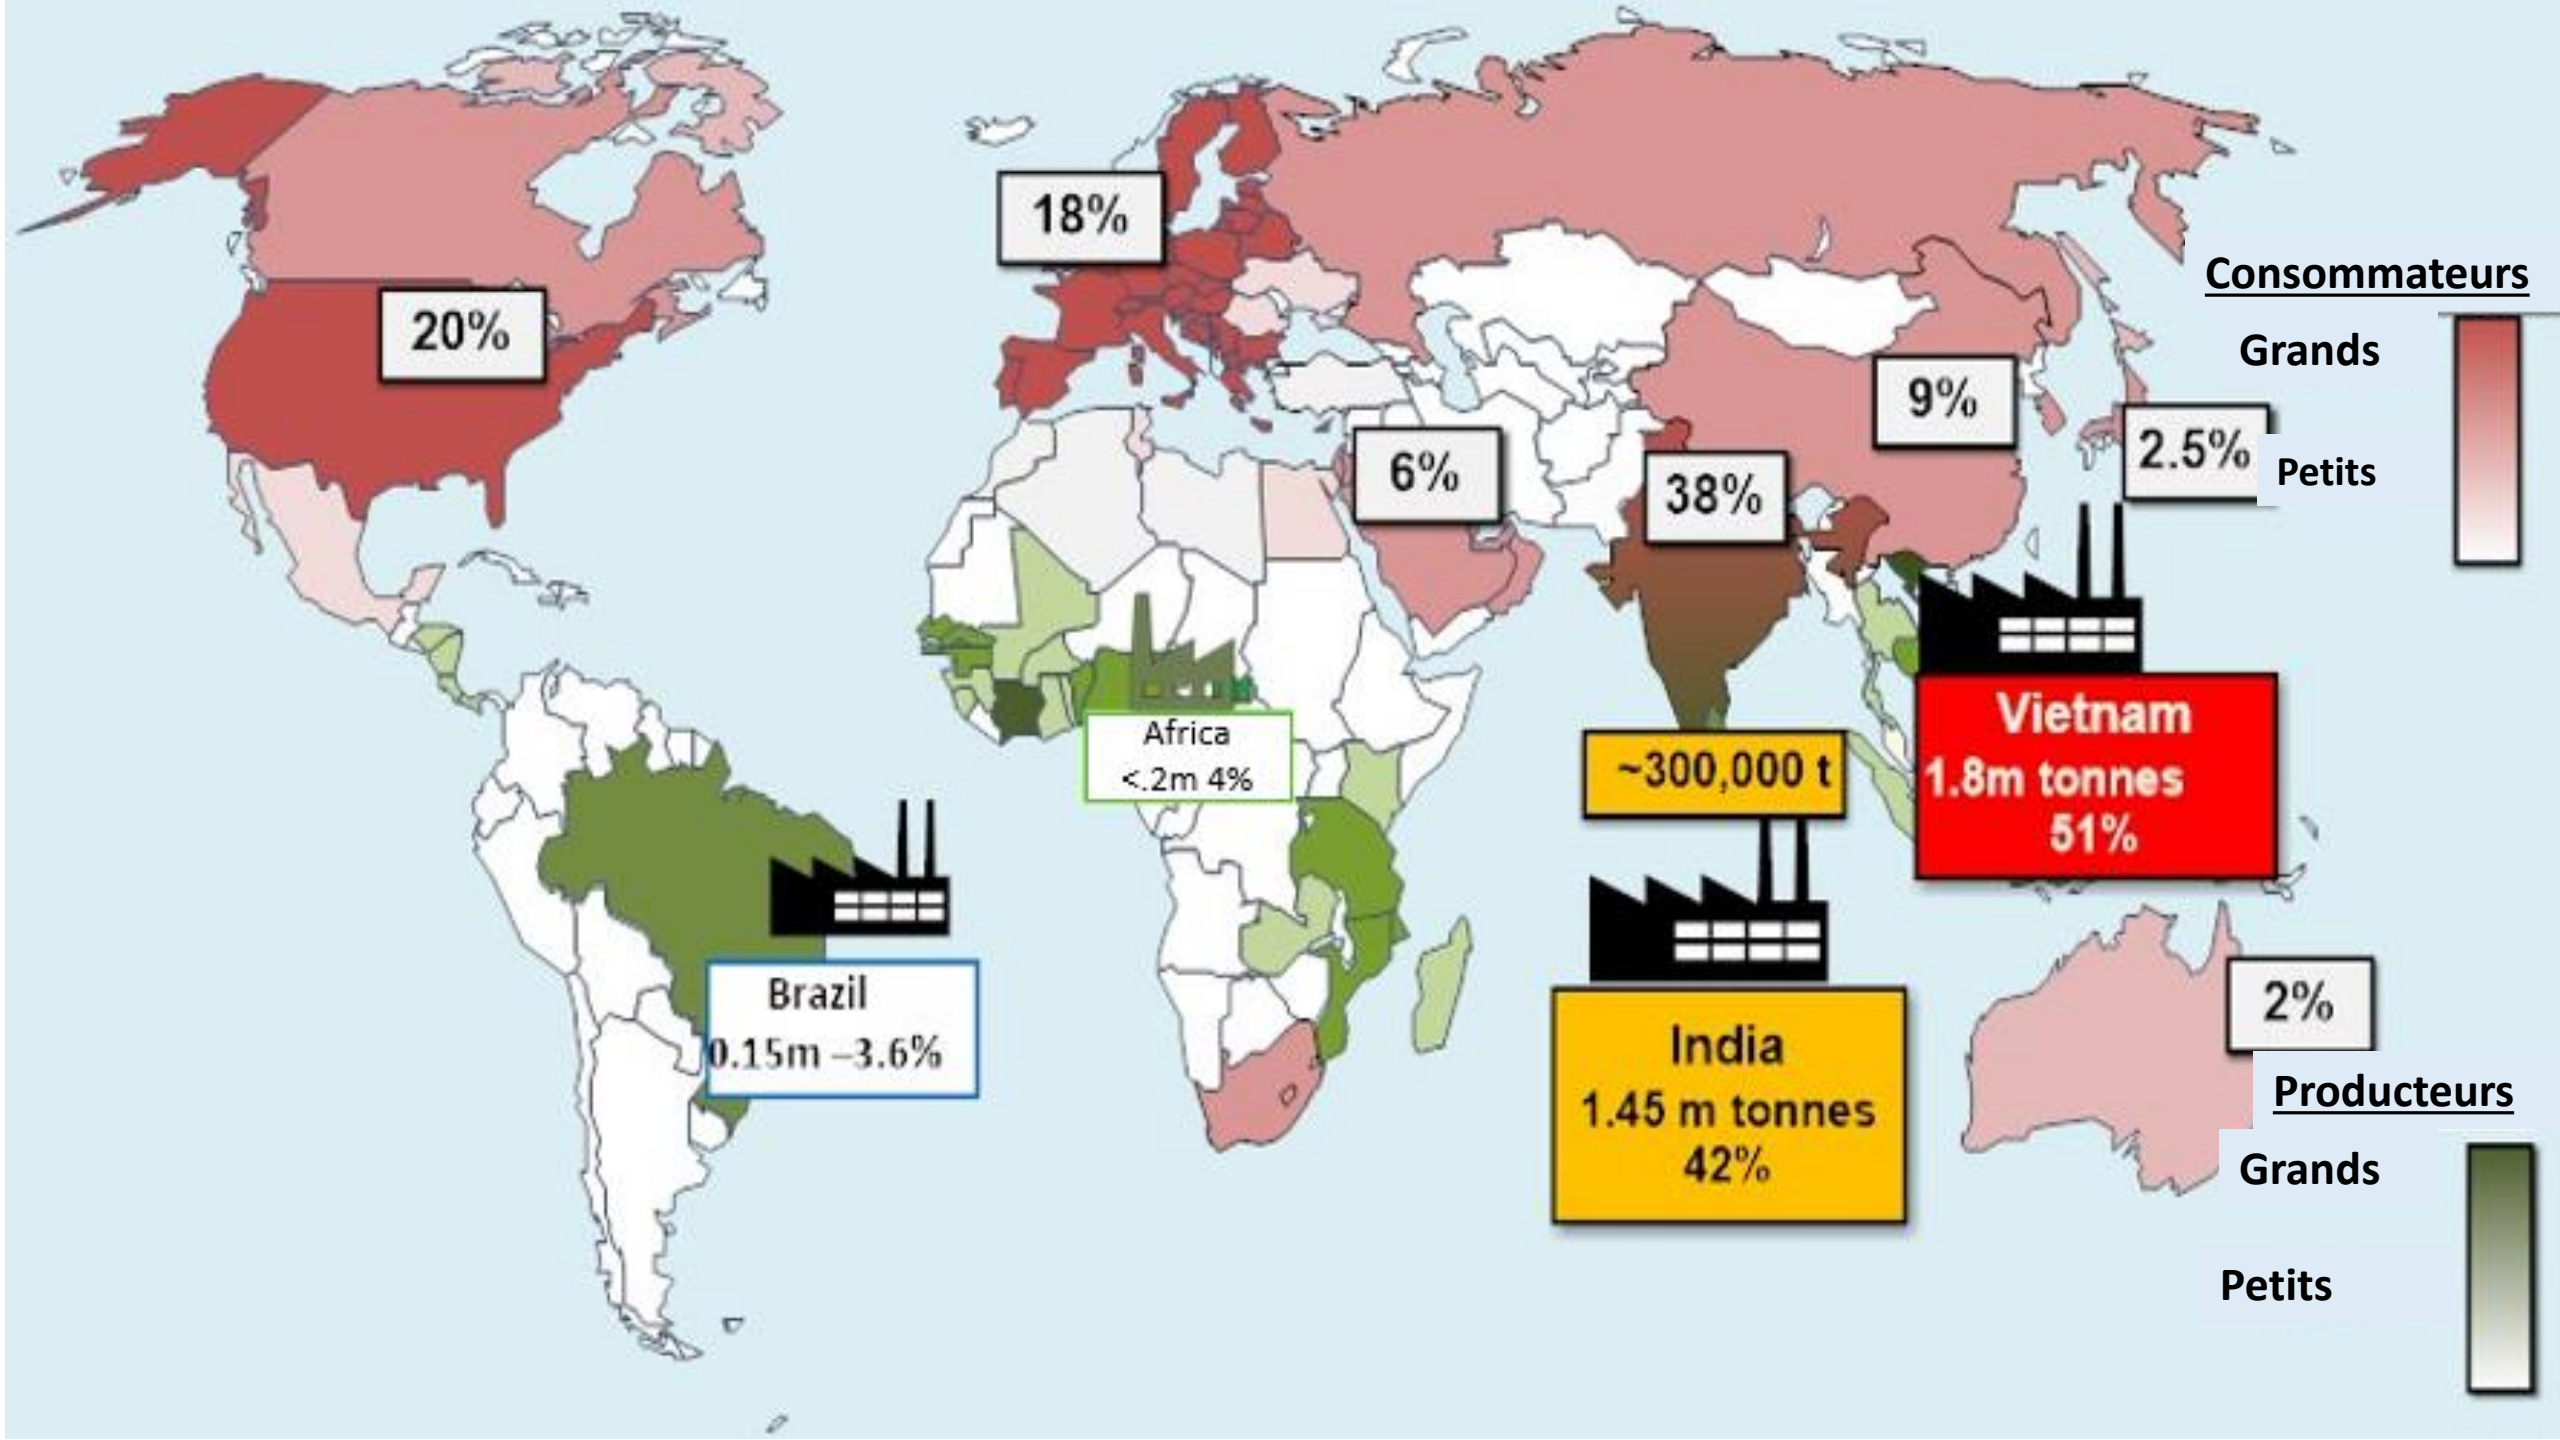 18%
Consommateurs
20%
Grands
9%
2.5%
6%
Petits
38%
Vietnam
1.8m tonnes
51%
Africa
<.2m 4%
~300,000 t
Brazil
0.15m –3.6%
2%
India
1.45 m tonnes
42%
Producteurs
Grands
Petits